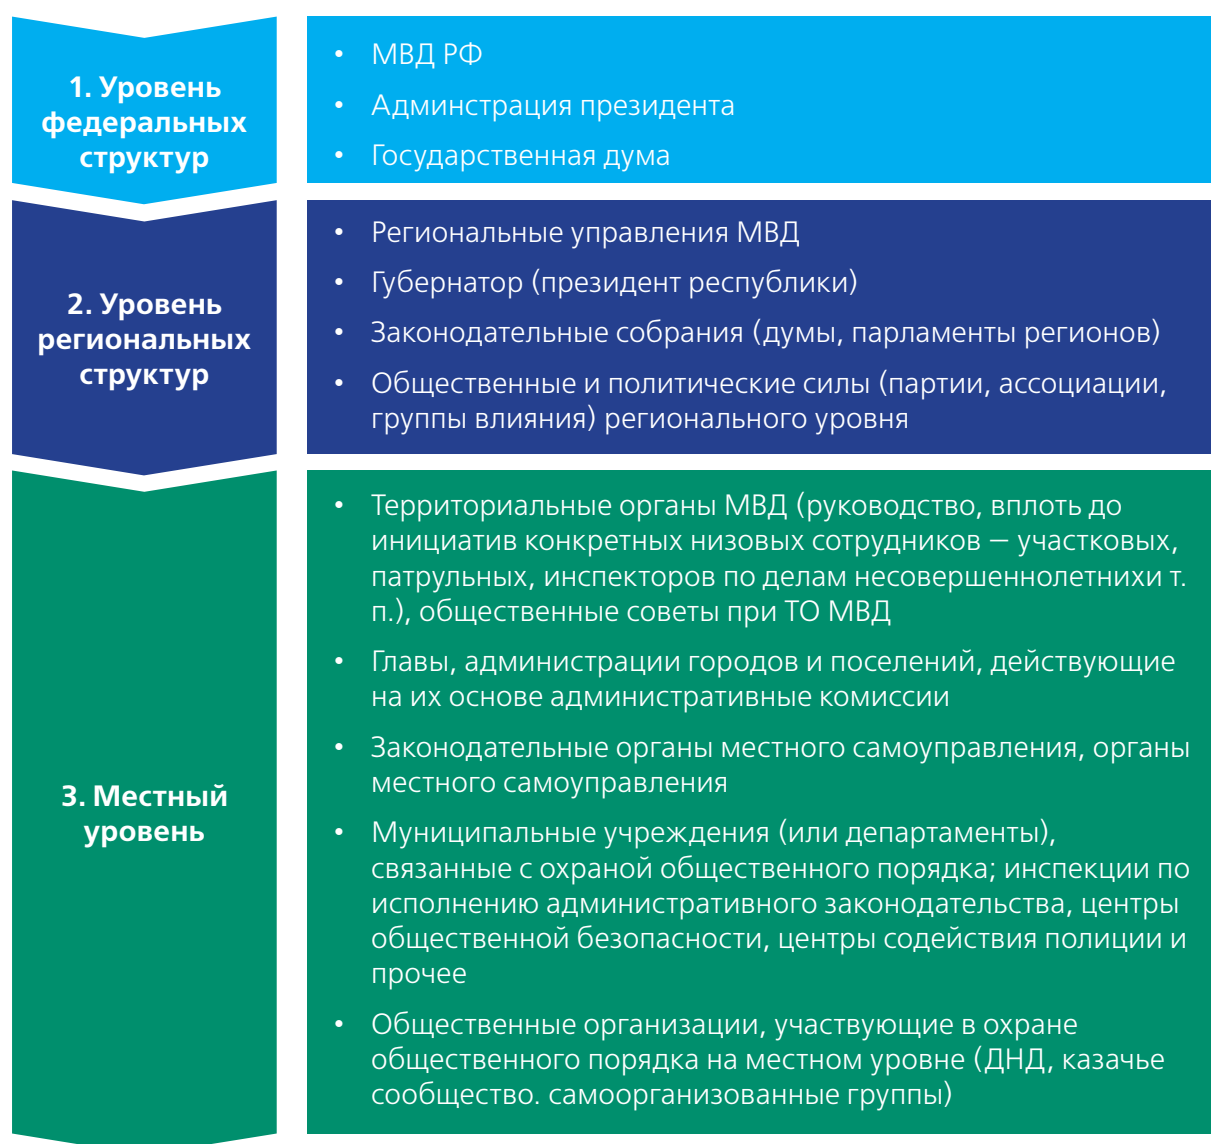 1. Уровень
федеральных
структур
• МВД РФ
• Админстрация президента
• Государственная дума
2. Уровень
региональных
структур
• Региональные управления МВД
• Губернатор (президент республики)
• Законодательные собрания (думы, парламенты регионов)
• Общественные и политические силы (партии, ассоциации,
группы влияния) регионального уровня
3. Местный
уровень
• Территориальные органы МВД (руководство, вплоть до
инициатив конкретных низовых сотрудников — участковых,
патрульных, инспекторов по делам несовершеннолетнихи т.
п.), общественные советы при ТО МВД
• Главы, администрации городов и поселений, действующие
на их основе административные комиссии
• Законодательные органы местного самоуправления, органы
местного самоуправления
• Муниципальные учреждения (или департаменты),
связанные с охраной общественного порядка; инспекции по
исполнению административного законодательства, центры
общественной безопасности, центры содействия полиции и
прочее
• Общественные организации, участвующие в охране
общественного порядка на местном уровне (ДНД, казачье
сообщество. самоорганизованные группы)